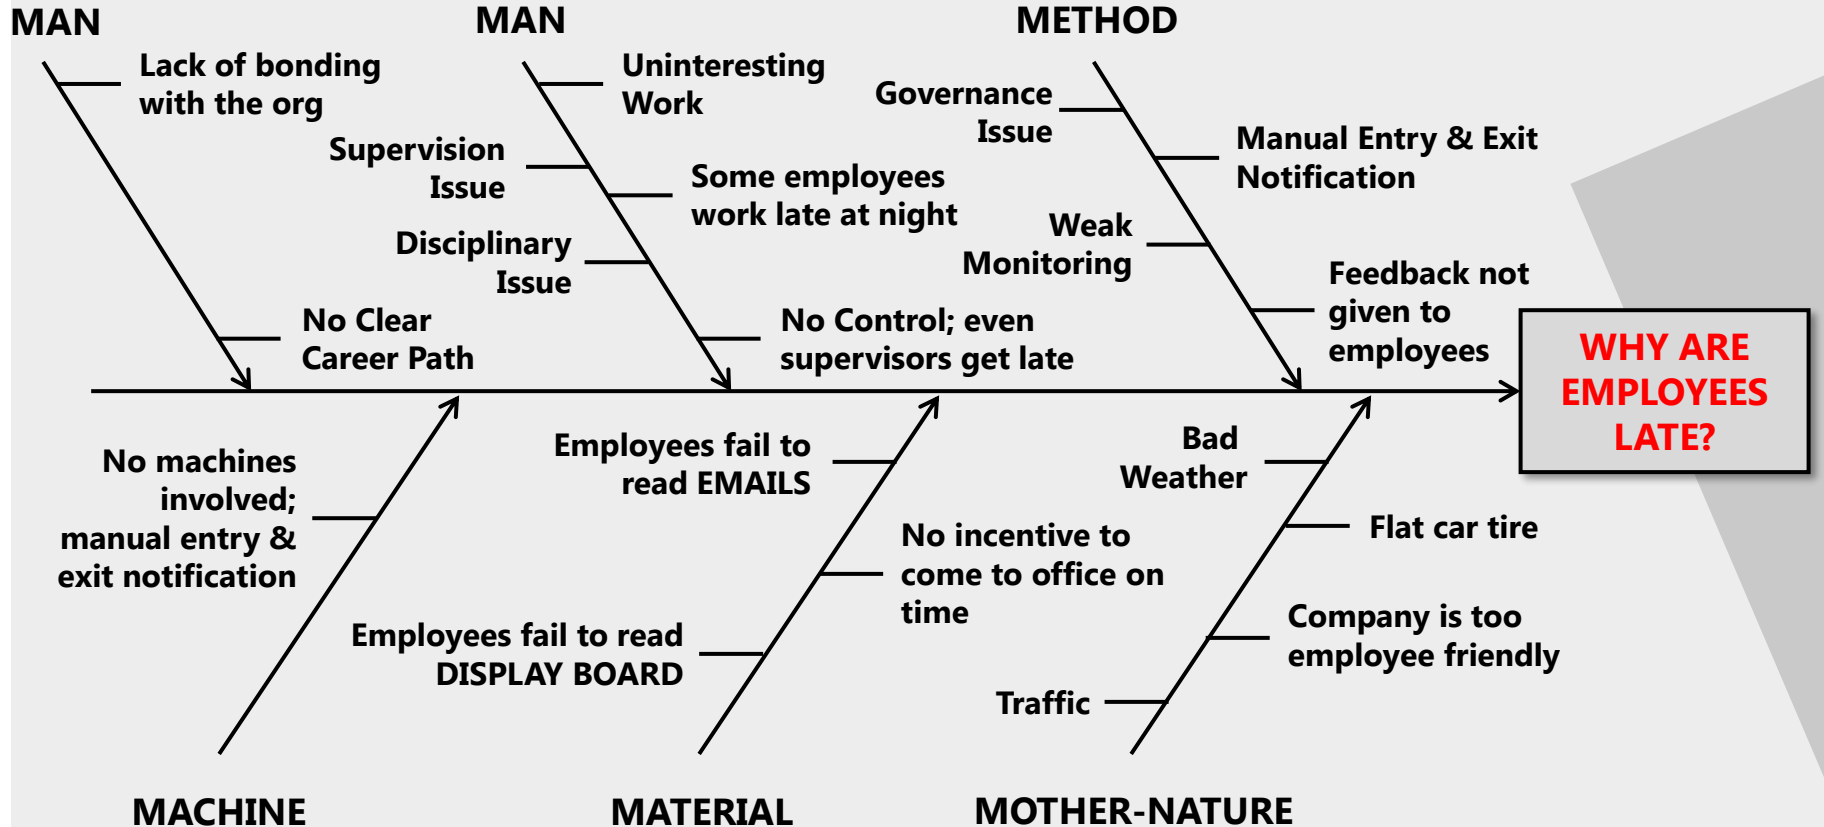 MAN
Lack of bonding
with the org
No Clear
Career Path
MAN
Uninteresting
Work
Supervision
Issue
Some employees
work late at night
Disciplinary
Issue
No Control; even
supervisors get late
METHOD
Governance
Issue
Manual Entry & Exit
Notification
Weak
Monitoring
Feedback not
given to
employees
WHY ARE
EMPLOYEES
LATE?
No machines
involved;
manual entry &
exit notification
MACHINE
Employees fail to
read EMAILS
No incentive to
come to office on
time
Employees fail to read
DISPLAY BOARD
MATERIAL
Bad
Weather
Flat car tire
Company is too
employee friendly
Traffic
MOTHER-NATURE